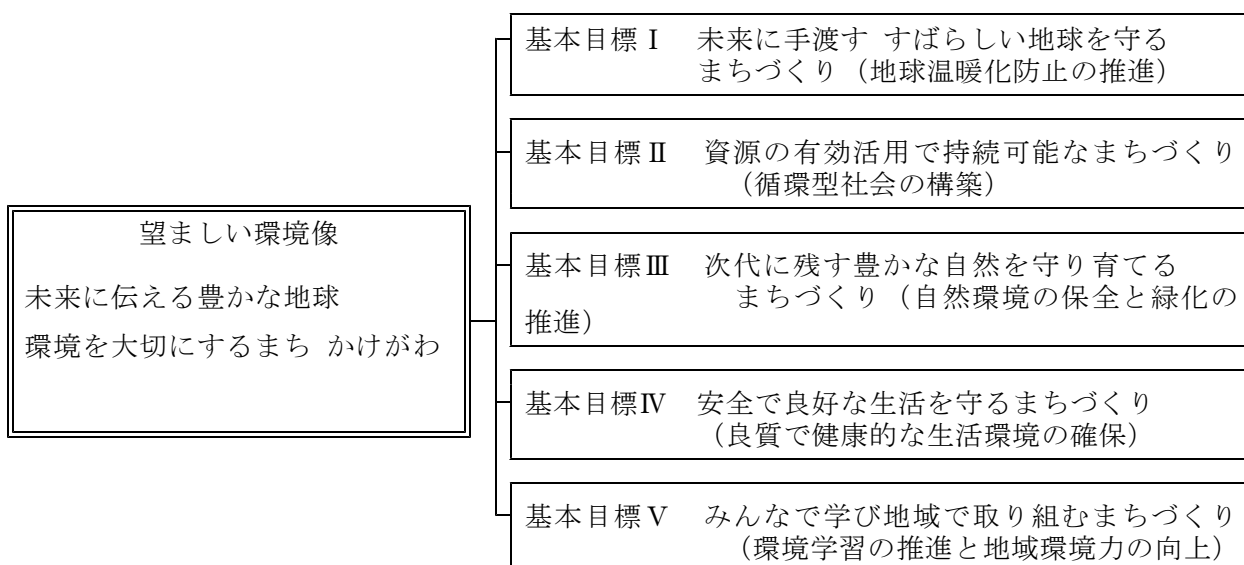 望ましい環境像
未来に伝える豊かな地球
環境を大切にするまち かけがわ
基本目標Ⅰ 未来に手渡す すばらしい地球を守る
まちづくり(地球温暖化防止の推進)
基本目標Ⅱ 資源の有効活用で持続可能なまちづくり
(循環型社会の構築)
基本目標Ⅲ 次代に残す豊かな自然を守り育てる
まちづくり(自然環境の保全と緑化の
推進)
基本目標Ⅳ 安全で良好な生活を守るまちづくり
(良質で健康的な生活環境の確保)
基本目標Ⅴ みんなで学び地域で取り組むまちづくり
(環境学習の推進と地域環境力の向上)